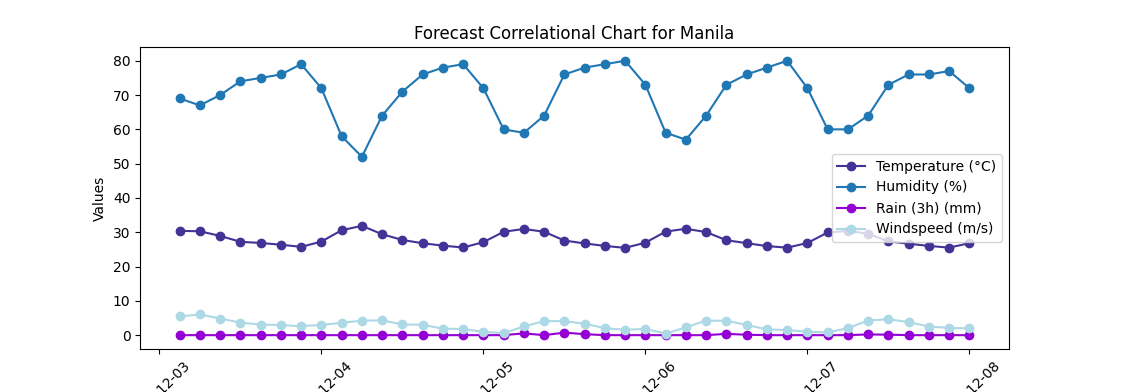 Forecast Correlational Chart for Manila
80
70
60
50
40
30
20
10
0
Values
Temperature (°C)
Humidity (%)
Rain (3h) (mm)
Windspeed (m/s)
12-03
12-04
12-05
12-06
12-07
12-08